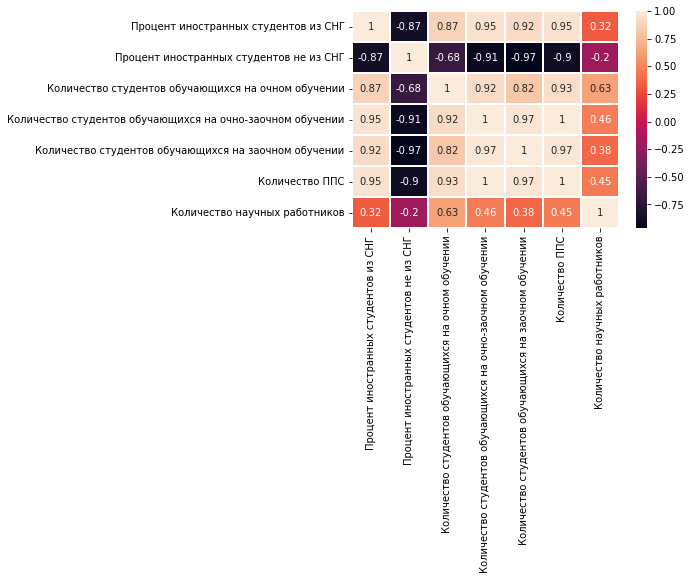 Процент иностранных студентов из СНГ 1 -0.87 0.87 0.95 0.92 0.95 0.32
Процент иностранных студентов не из СНГ -0.87 1 -0.68 -0.91 -0.97 -0.9 -0.2
Количество студентов обучающихся на очном обучении 0.87 -0.68 1 0.92 0.82 0.93 0.63
Количество студентов обучающихся на очно-заочном обучении 0.95 -0.91 0.92 1 0.97 1 0.46
Количество студентов обучающихся на заочном обучении 0.92 -0.97 0.82 0.97 1 0.97 0.38
Количество ППС 0.95 -0.9 0.93 1 0.97 1 0.45
Количество научных работников 0.32 -0.2 0.63 0.46 0.38 0.45 1
Процент иностранных студентов из СНГ
Процент иностранных студентов не из СНГ
Количество студентов обучающихся на очном обучении
Количество студентов обучающихся на очно-заочном обучении
Количество студентов обучающихся на заочном обучении
Количество ППС
Количество научных работников
1.00
0.75
0.50
0.25
0.00
-0.25
-0.50
-0.75